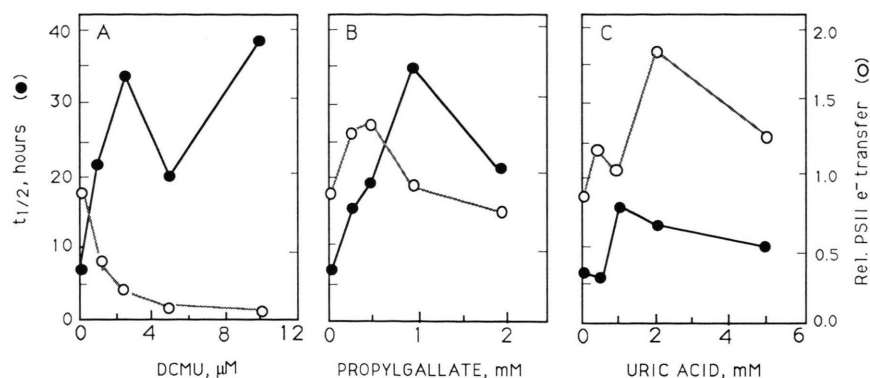 A
B
C
40
30
20
10
0
t1/2, hours (●)
2.0
1.5
1.0
0.5
0.0
Rel. PSII e⁻ transfer (O)
0 4 8 12
0 1 2
0 2 4 6
DCMU, μM
PROPYLGALLATE, mM
URIC ACID, mM